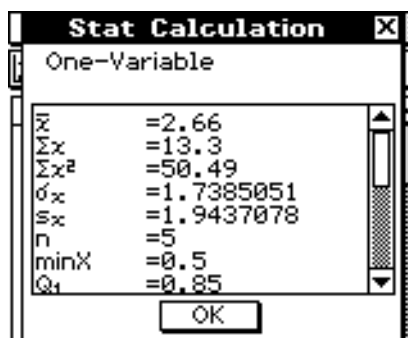 Stat Calculation
One-Variable
x̄ =2.66
Σx =13.3
Σx² =50.49
σx =1.7385051
sx =1.9437078
n =5
minX =0.5
Q₁ =0.85
OK